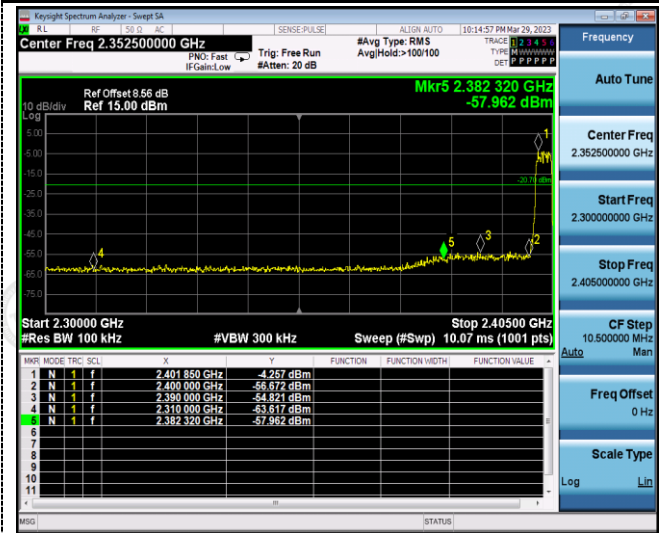 Keysight Spectrum Analyzer - Swept SA
RL RF 50 Ω AC SENSE:PULSE ALIGN AUTO 10:14:57 PM Mar 29, 2023
Center Freq 2.352500000 GHz #Avg Type: RMS TRACE 1 2 3 4 5 6
PNO: Fast Trig: Free Run Avg|Hold:>100/100 TYPE M
IFGain:Low #Atten: 20 dB DET P P P P P P
Mkr5 2.382 320 GHz
-57.962 dBm
Ref Offset 8.56 dB
10 dB/div Ref 15.00 dBm
Log
5.00
-5.00
-15.0
-20.70 dBm
-25.0
-35.0
-45.0
-55.0
-65.0
-75.0
1
2
3
4
5
Start 2.30000 GHz Stop 2.40500 GHz
#Res BW 100 kHz #VBW 300 kHz Sweep (#Swp) 10.07 ms (1001 pts)
MKR MODE TRC SCL X Y FUNCTION FUNCTION WIDTH FUNCTION VALUE
1 N 1 f 2.401 850 GHz -4.257 dBm
2 N 1 f 2.400 000 GHz -56.672 dBm
3 N 1 f 2.390 000 GHz -54.821 dBm
4 N 1 f 2.310 000 GHz -63.617 dBm
5 N 1 f 2.382 320 GHz -57.962 dBm
6
7
8
9
10
11
MSG STATUS
Frequency
Auto Tune
Center Freq
2.352500000 GHz
Start Freq
2.300000000 GHz
Stop Freq
2.405000000 GHz
CF Step
10.500000 MHz
Auto Man
Freq Offset
0 Hz
Scale Type
Log Lin